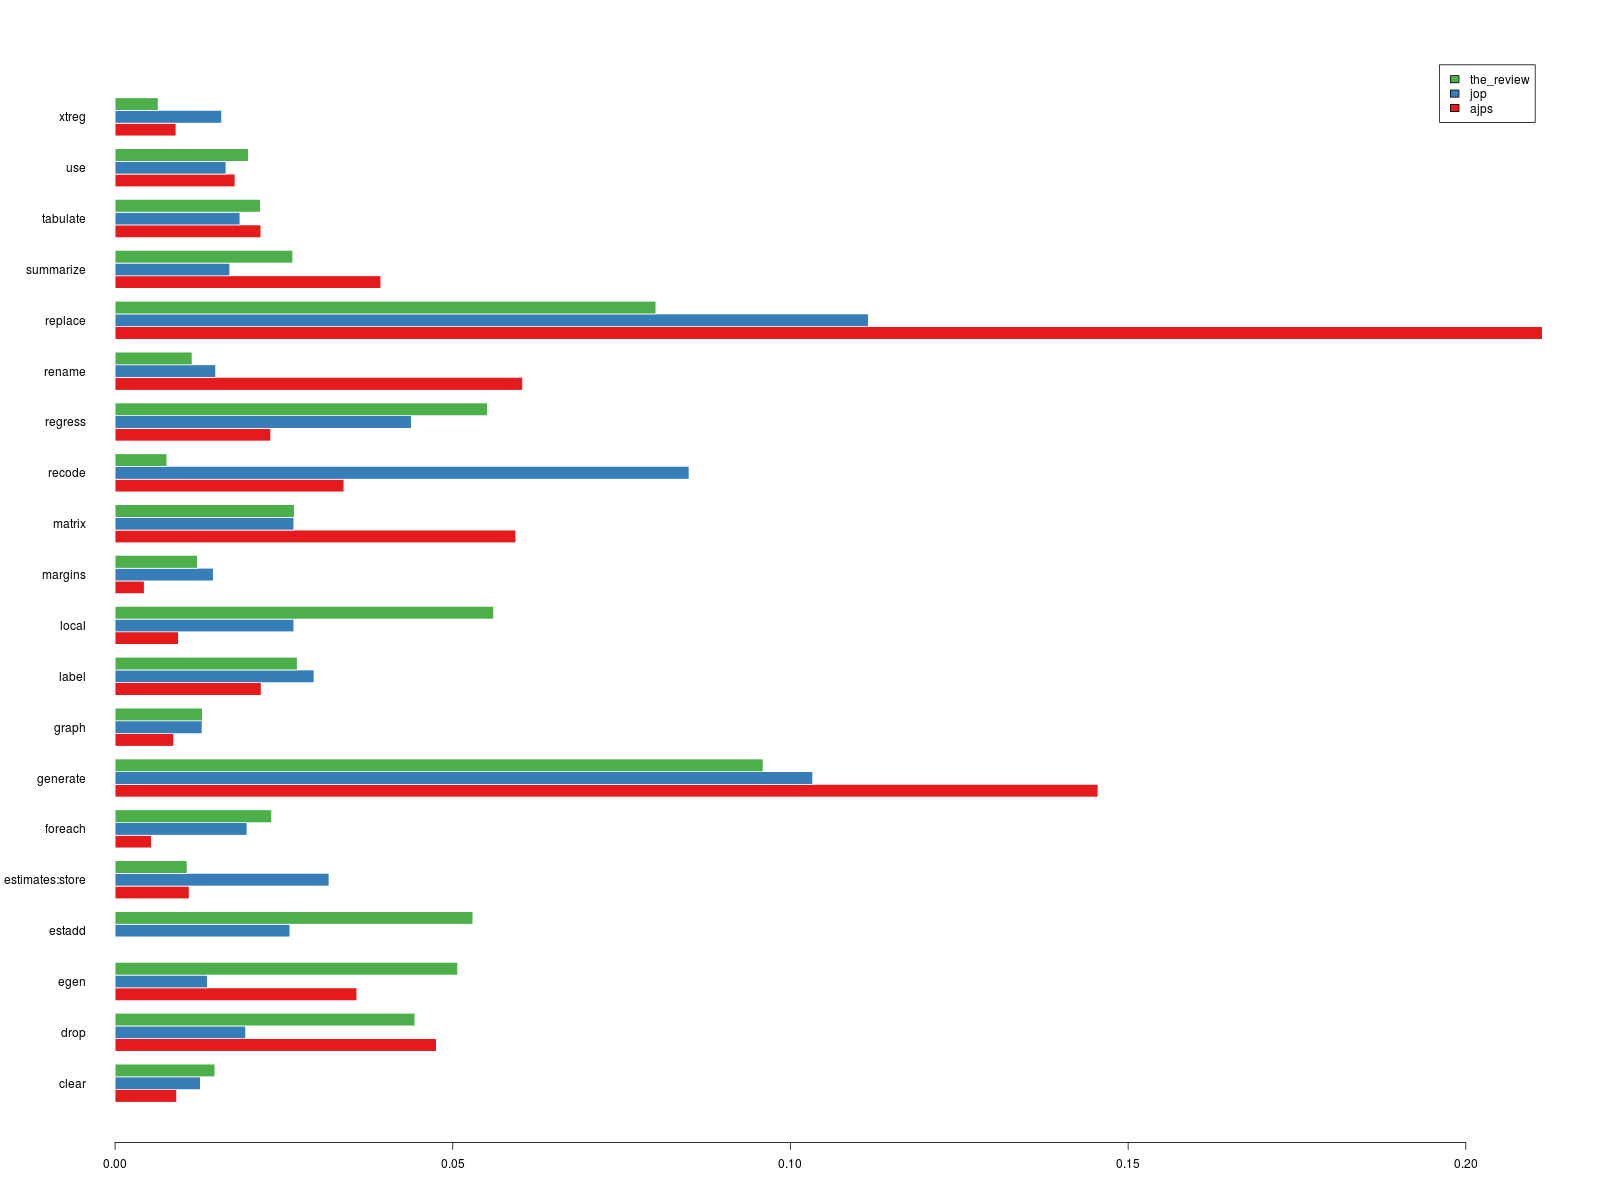 the_review
jop
ajps
xtreg
use
tabulate
summarize
replace
rename
regress
recode
matrix
margins
local
label
graph
generate
foreach
estimates:store
estadd
egen
drop
clear
0.00 0.05 0.10 0.15 0.20